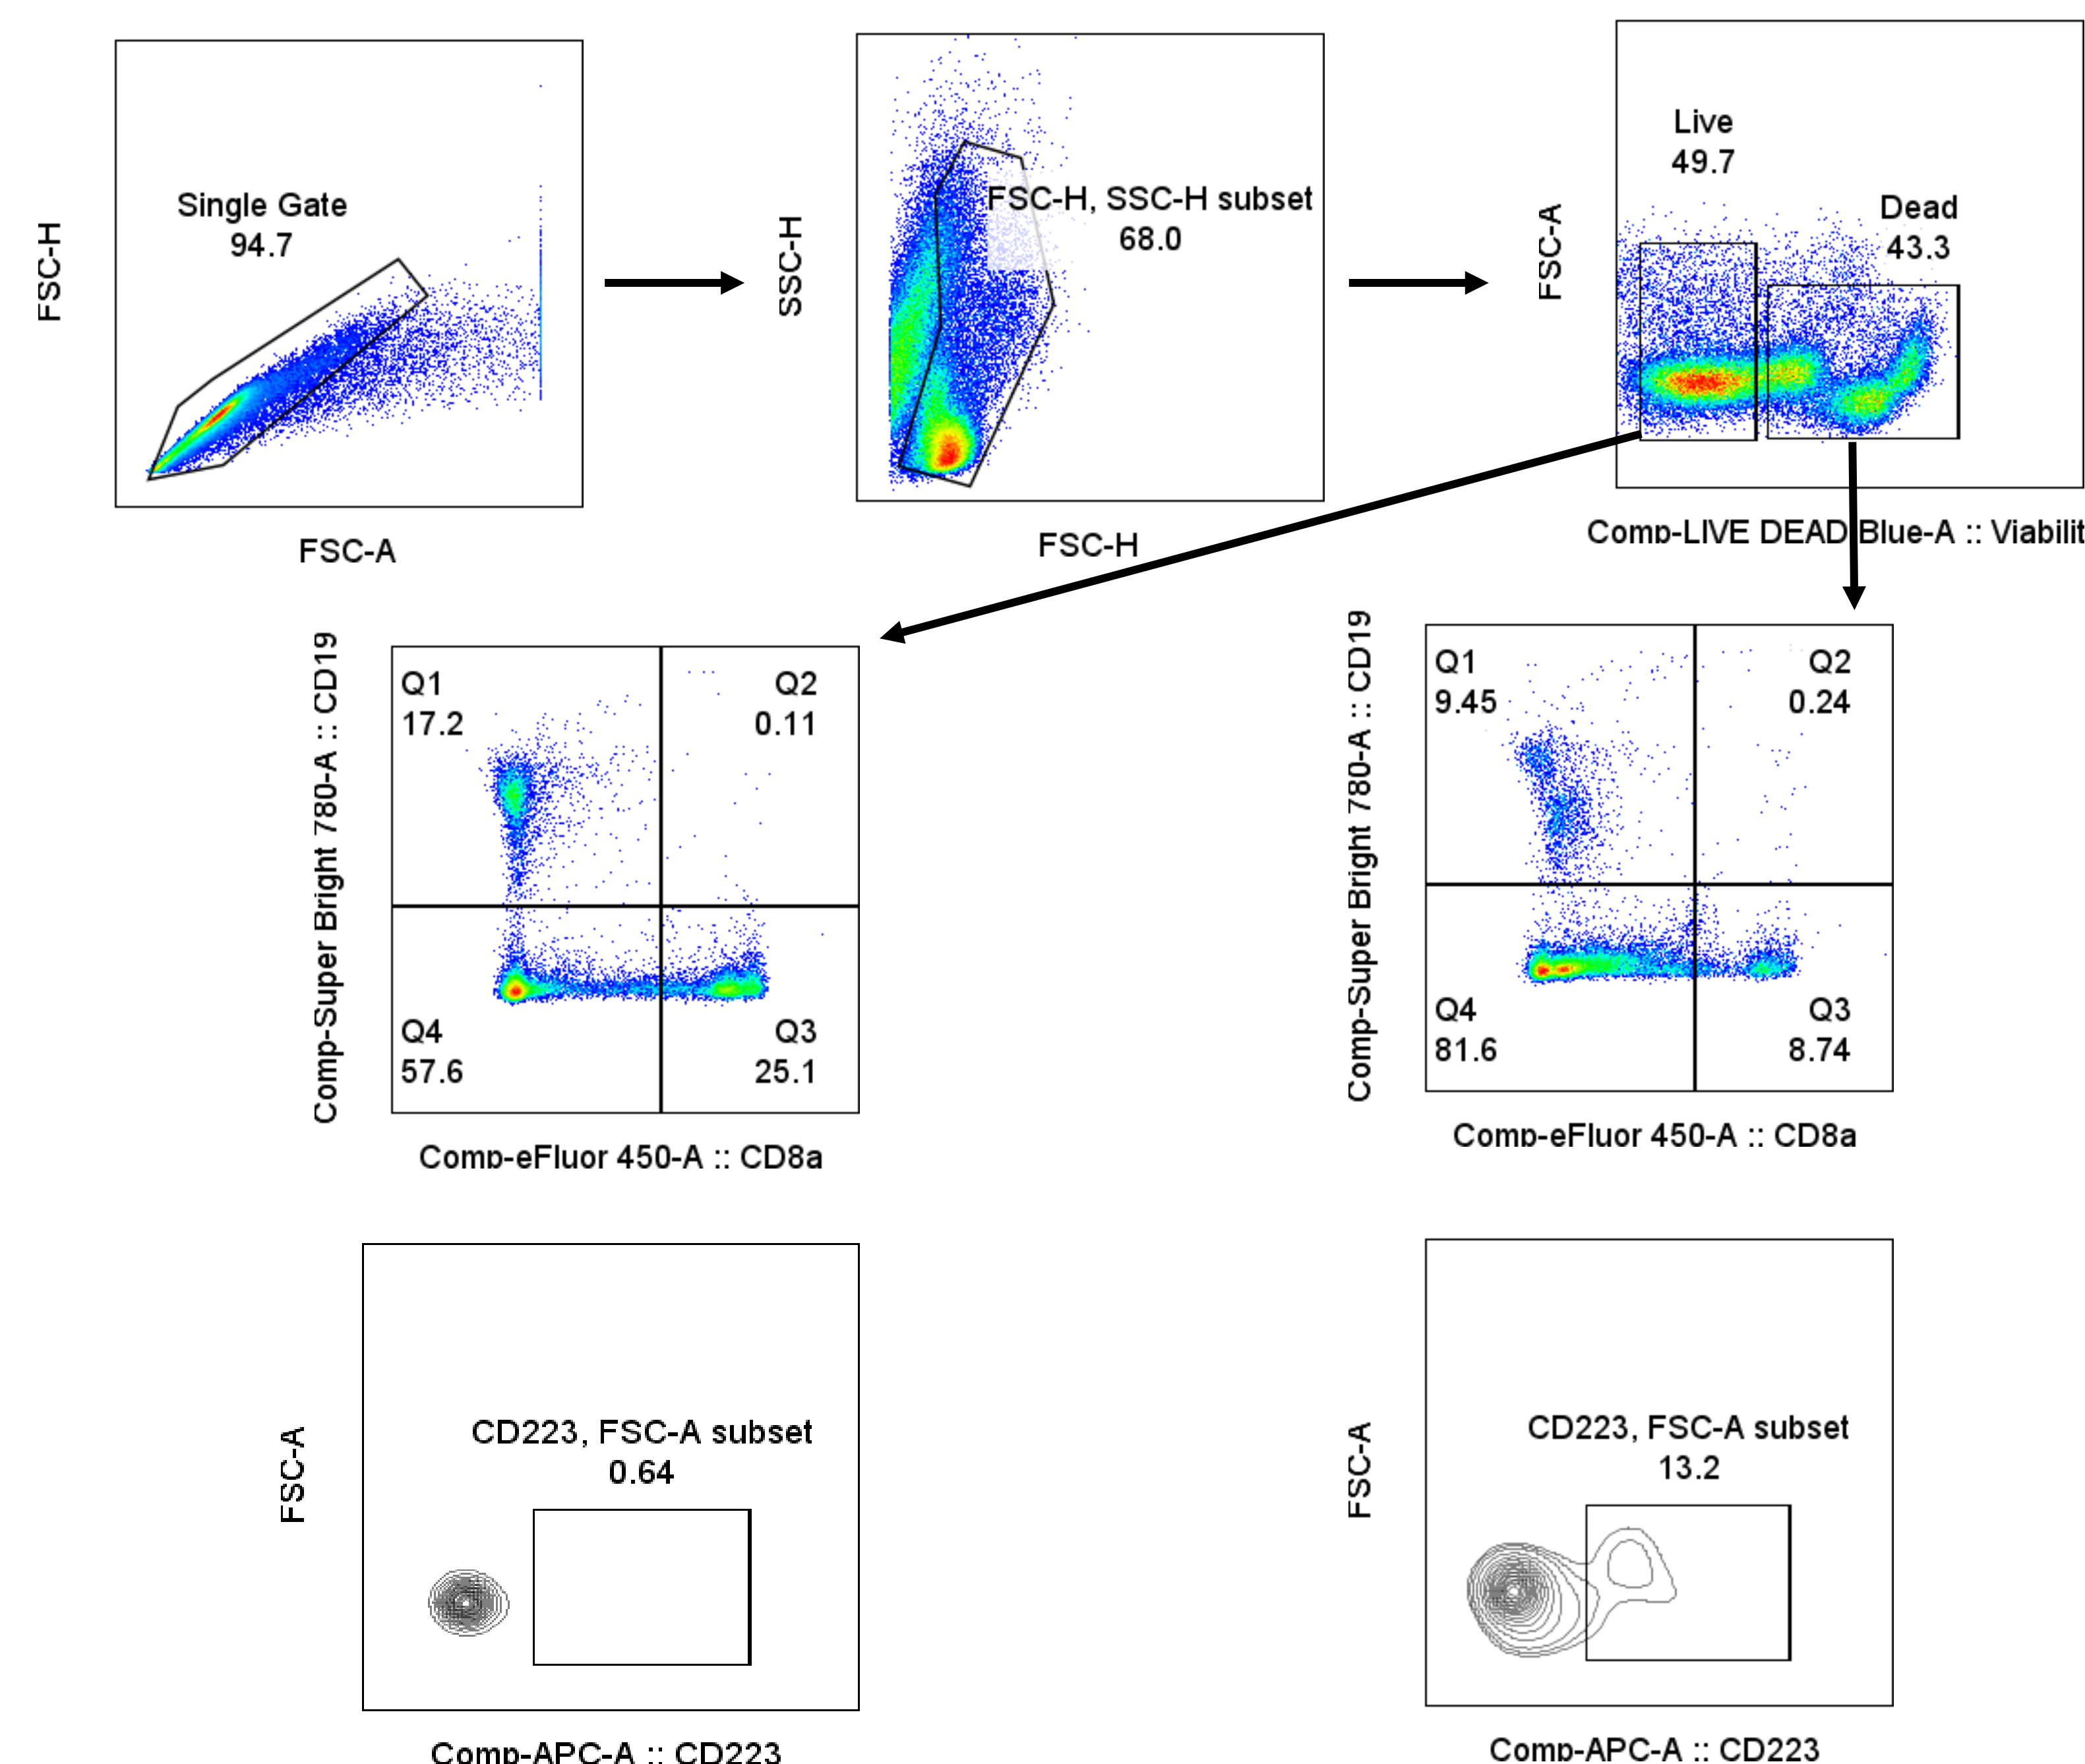 FSC-H
Single Gate
94.7
FSC-A
SSC-H
FSC-H, SSC-H subset
68.0
FSC-H
FSC-A
Live
49.7
Dead
43.3
Comp-LIVE DEAD Blue-A :: Viabilit
Comp-Super Bright 780-A :: CD19
Q1
17.2
Q2
0.11
Q4
57.6
Q3
25.1
Comp-eFluor 450-A :: CD8a
Comp-Super Bright 780-A :: CD19
Q1
9.45
Q2
0.24
Q4
81.6
Q3
8.74
Comp-eFluor 450-A :: CD8a
FSC-A
CD223, FSC-A subset
0.64
Comp-APC-A :: CD223
FSC-A
CD223, FSC-A subset
13.2
Comp-APC-A :: CD223